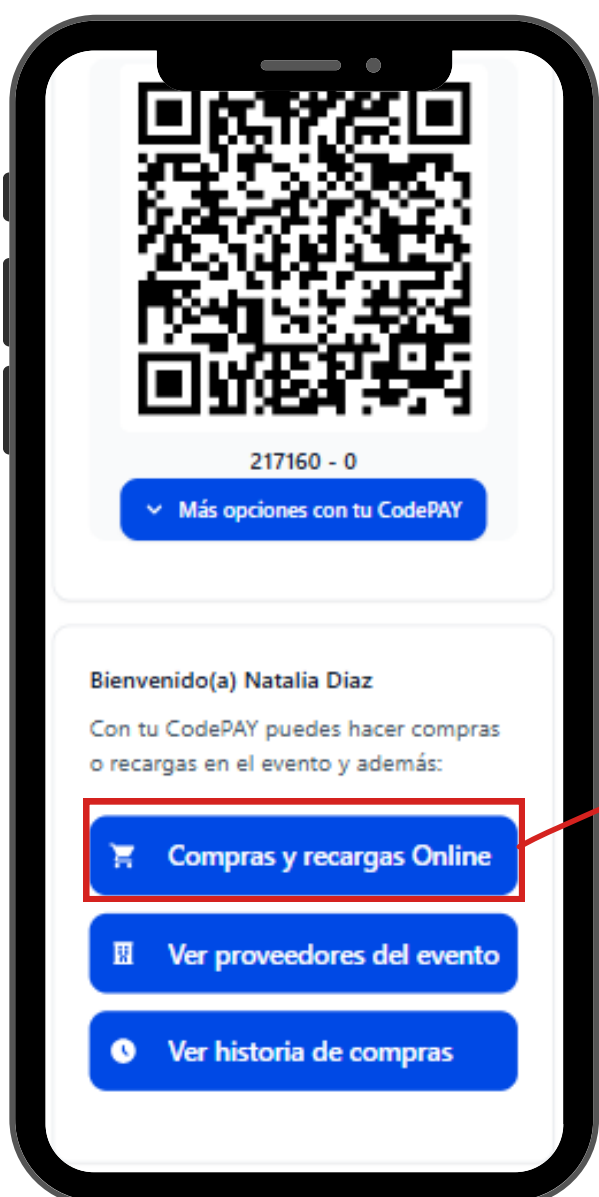 217160 - 0
Más opciones con tu CodePAY
Bienvenido(a) Natalia Diaz
Con tu CodePAY puedes hacer compras
o recargas en el evento y además:
Compras y recargas Online
Ver proveedores del evento
Ver historia de compras